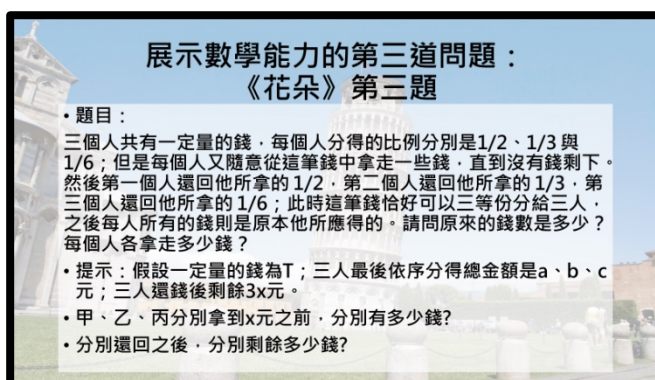 展示數學能力的第三道問題：
《花朵》第三題
• 題目：
三個人共有一定量的錢，每個人分得的比例分別是1/2、1/3 與
1/6；但是每個人又隨意從這筆錢中拿走一些錢，直到沒有錢剩下。
然後第一個人還回他所拿的 1/2，第二個人還回他所拿的 1/3，第
三個人還回他所拿的 1/6；此時這筆錢恰好可以三等份分給三人，
之後每人所有的錢則是原本他所應得的。請問原來的錢數是多少？
每個人各拿走多少錢？
• 提示：假設一定量的錢為T；三人最後依序分得總金額是a、b、c
元；三人還錢後剩餘3x元。
• 甲、乙、丙分別拿到x元之前，分別有多少錢?
• 分別還回之後，分別剩餘多少錢?